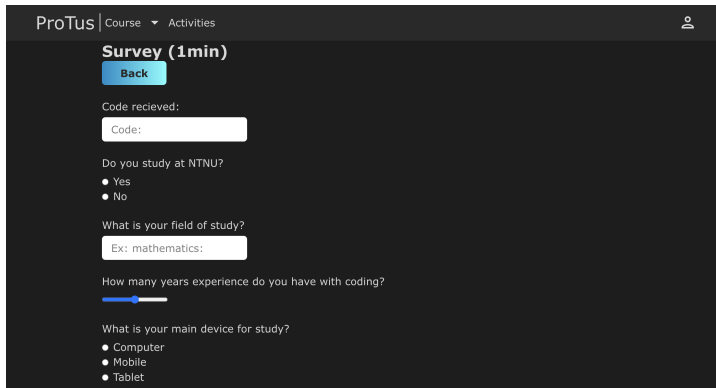 ProTus Course Activities
Survey (1min)
Back
Code recieved:
Code:
Do you study at NTNU?
Yes
No
What is your field of study?
Ex: mathematics:
How many years experience do you have with coding?
What is your main device for study?
Computer
Mobile
Tablet